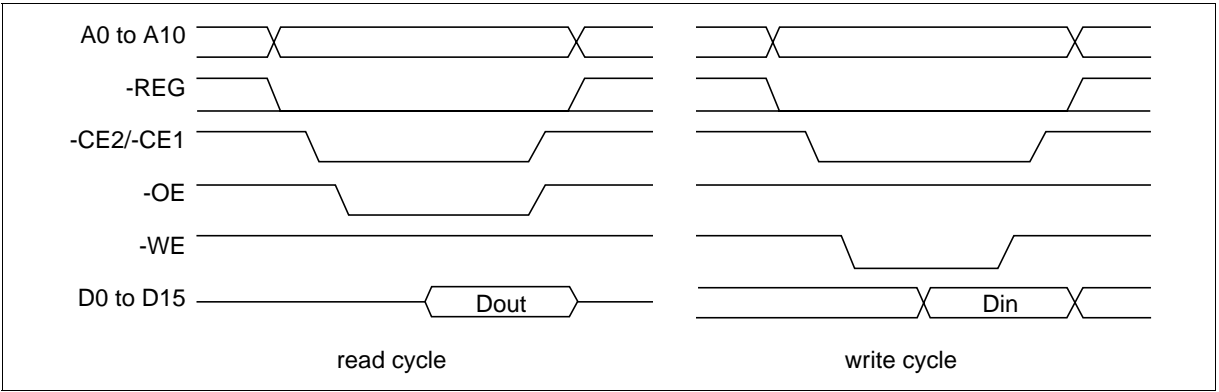 A0 to A10
-REG
-CE2/-CE1
-OE
-WE
D0 to D15
Dout
Din
read cycle
write cycle